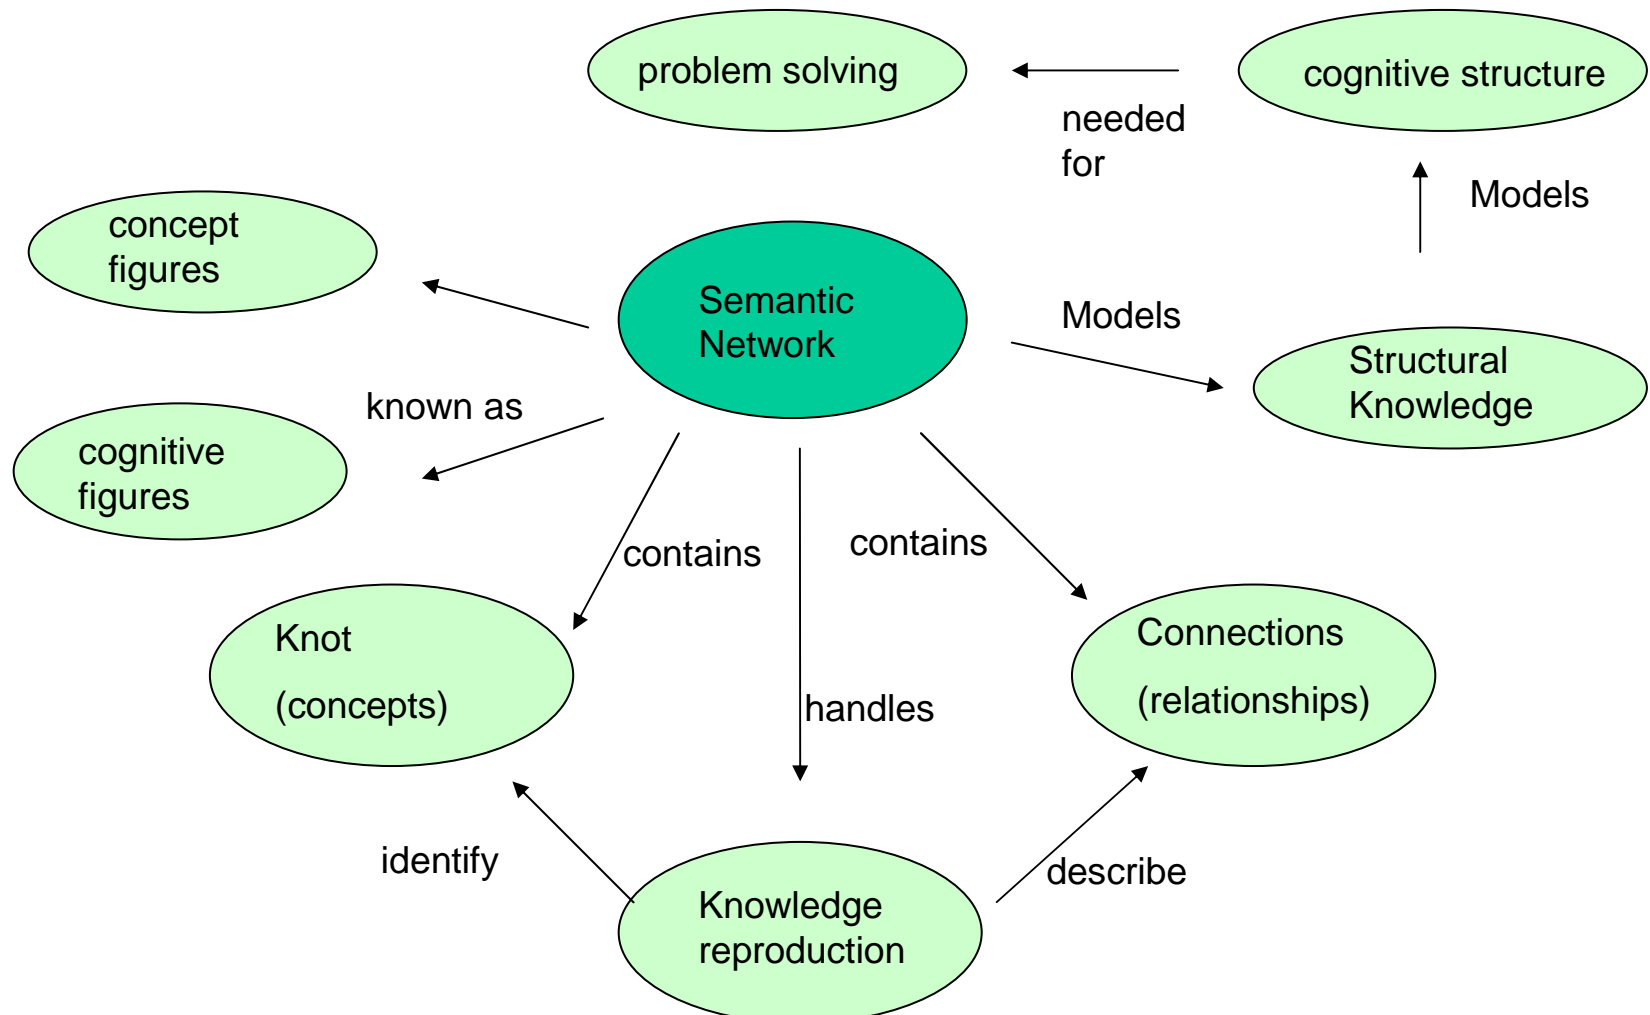 problem solving
cognitive structure
needed
for
Models
concept
figures
Semantic
Network
Models
Structural
Knowledge
known as
cognitive
figures
contains
contains
Knot
(concepts)
Connections
(relationships)
handles
identify
describe
Knowledge
reproduction